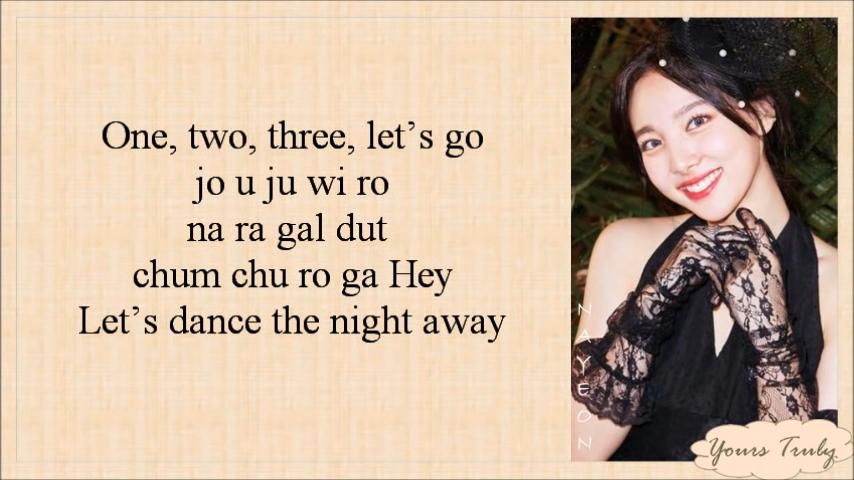 One, two, three, let’s go
jo u ju wi ro
na ra gal dut
chum chu ro ga Hey
Let’s dance the night away
NAYEON
Yours Truly